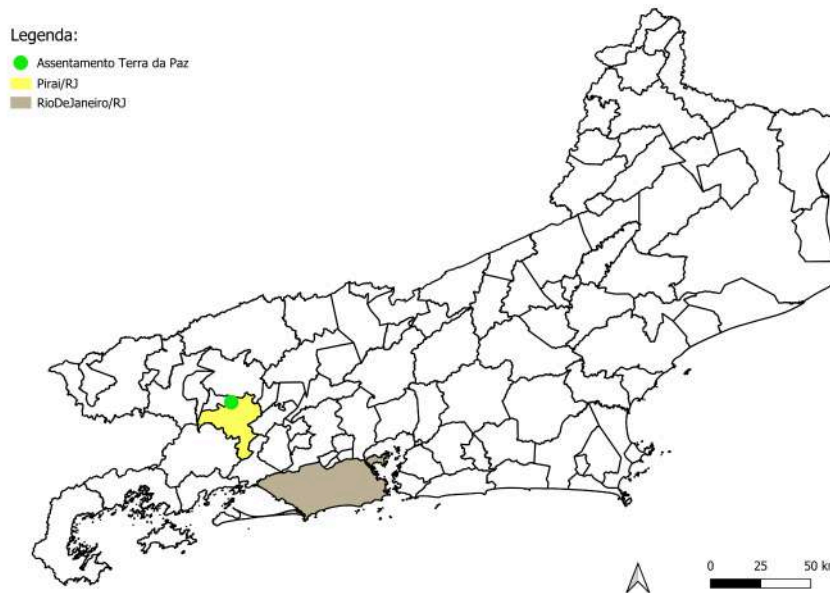 Legenda:
Assentamento Terra da Paz
Pirai/RJ
RioDeJaneiro/RJ
0 25 50 km